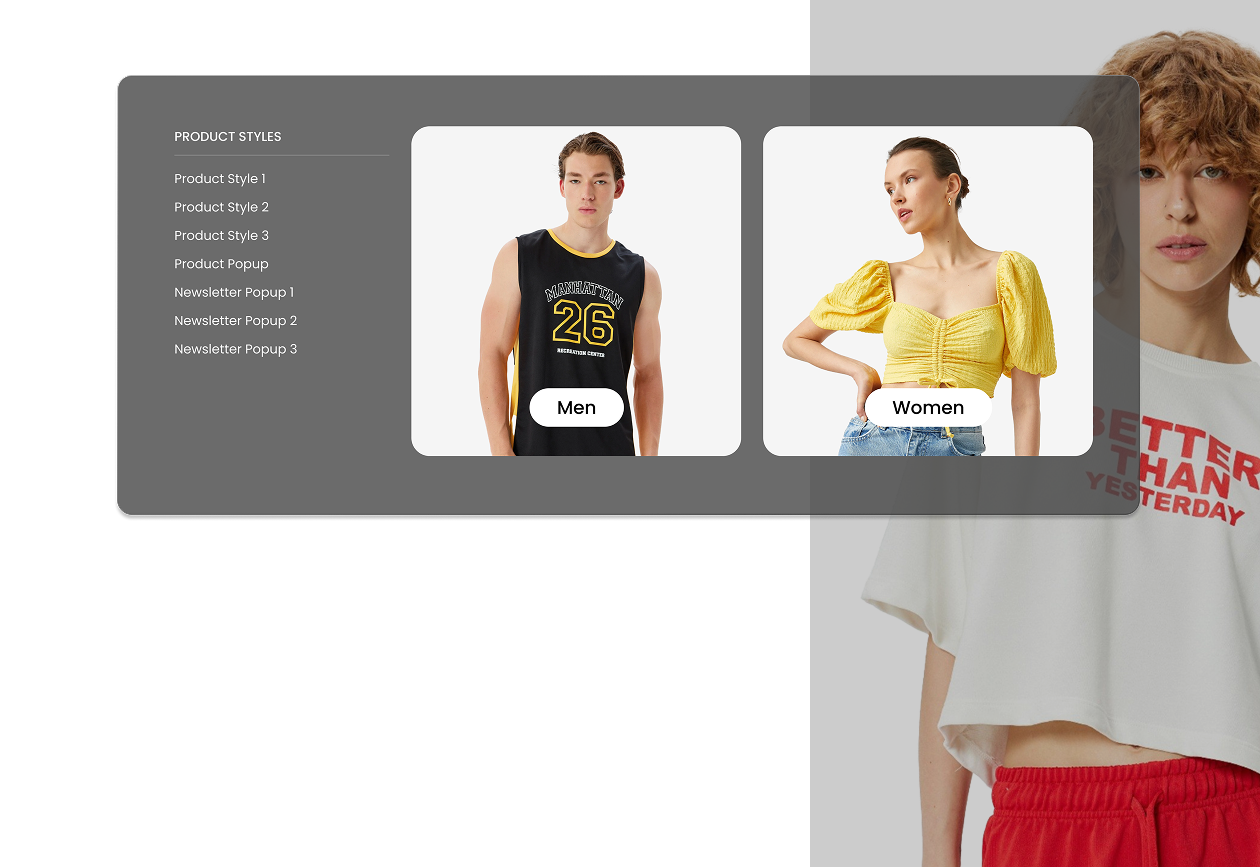 PRODUCT STYLES
Product Style 1
Product Style 2
Product Style 3
Product Popup
Newsletter Popup 1
Newsletter Popup 2
Newsletter Popup 3
MANHATTAN
26
RECREATION CENTER
Men
Women
BETTER
THAN
YESTERDAY